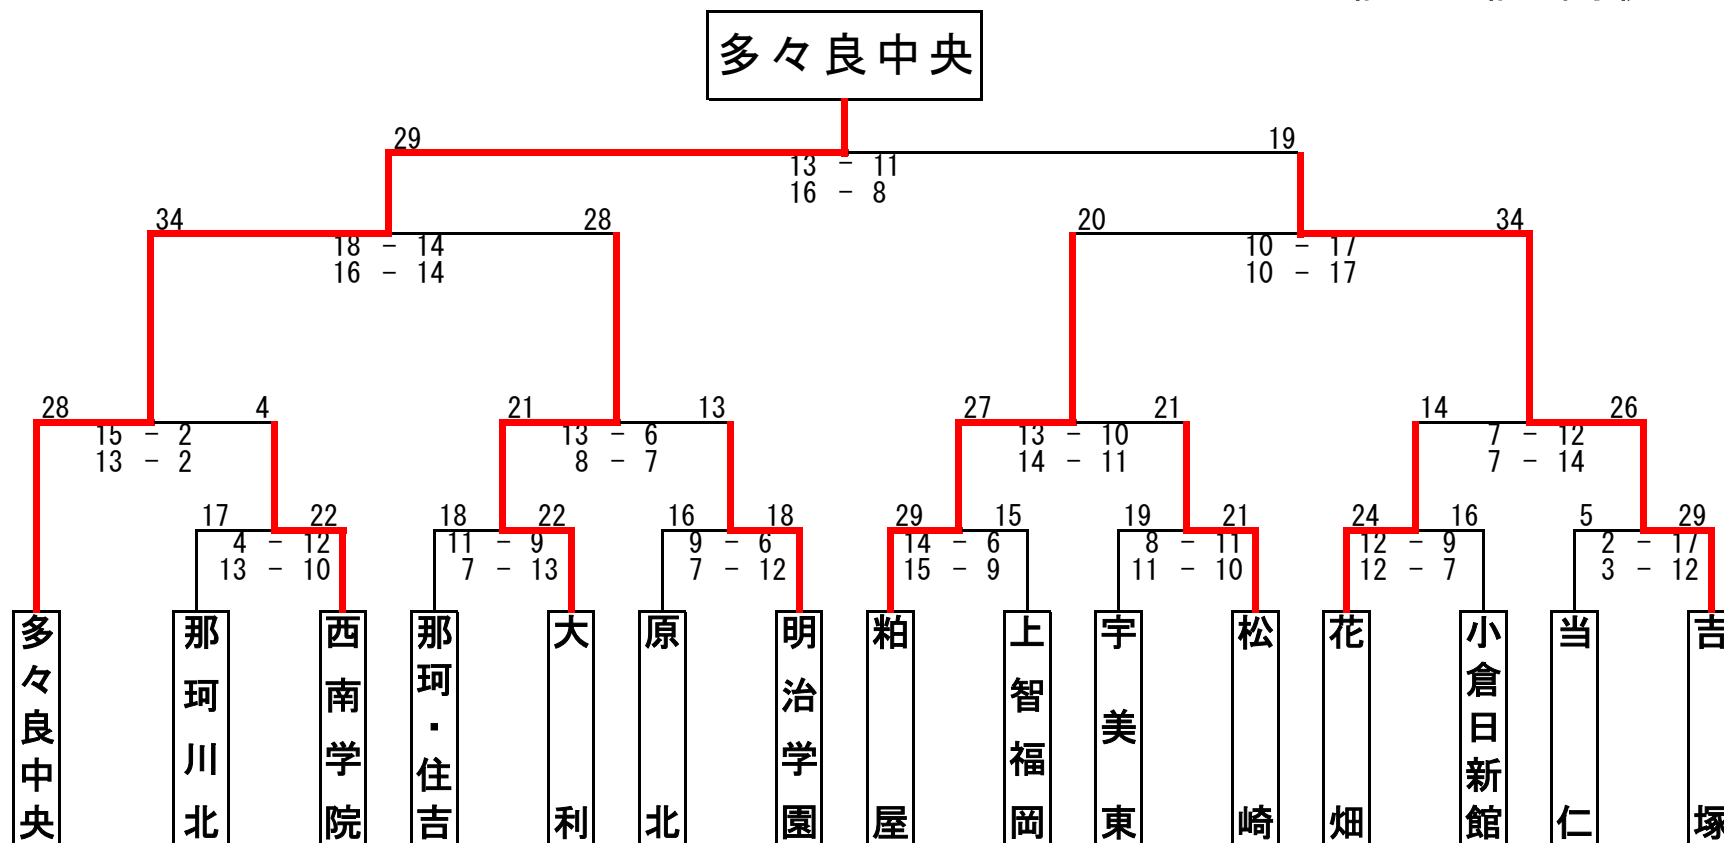 多々良中央
29 19
13 － 11
16 － 8
34 28 20 34
18 － 14 10 － 17
16 － 14 10 － 17
28 4 21 13 27 21 14 26
15 － 2 13 － 6 13 － 10 7 － 12
13 － 2 8 － 7 14 － 11 7 － 14
17 22 18 22 16 18 29 15 19 21 24 16 5 29
4 － 12 11 － 9 9 － 6 14 － 6 8 － 11 12 － 9 2 － 17
13 － 10 7 － 13 7 － 12 15 － 9 11 － 10 12 － 7 3 － 12
多々良中央
那珂川北
西南学院
那珂・住吉
大利
原北
明治学園
粕屋
上智福岡
宇美東
松崎
花畑
小倉日新館
当仁
吉塚